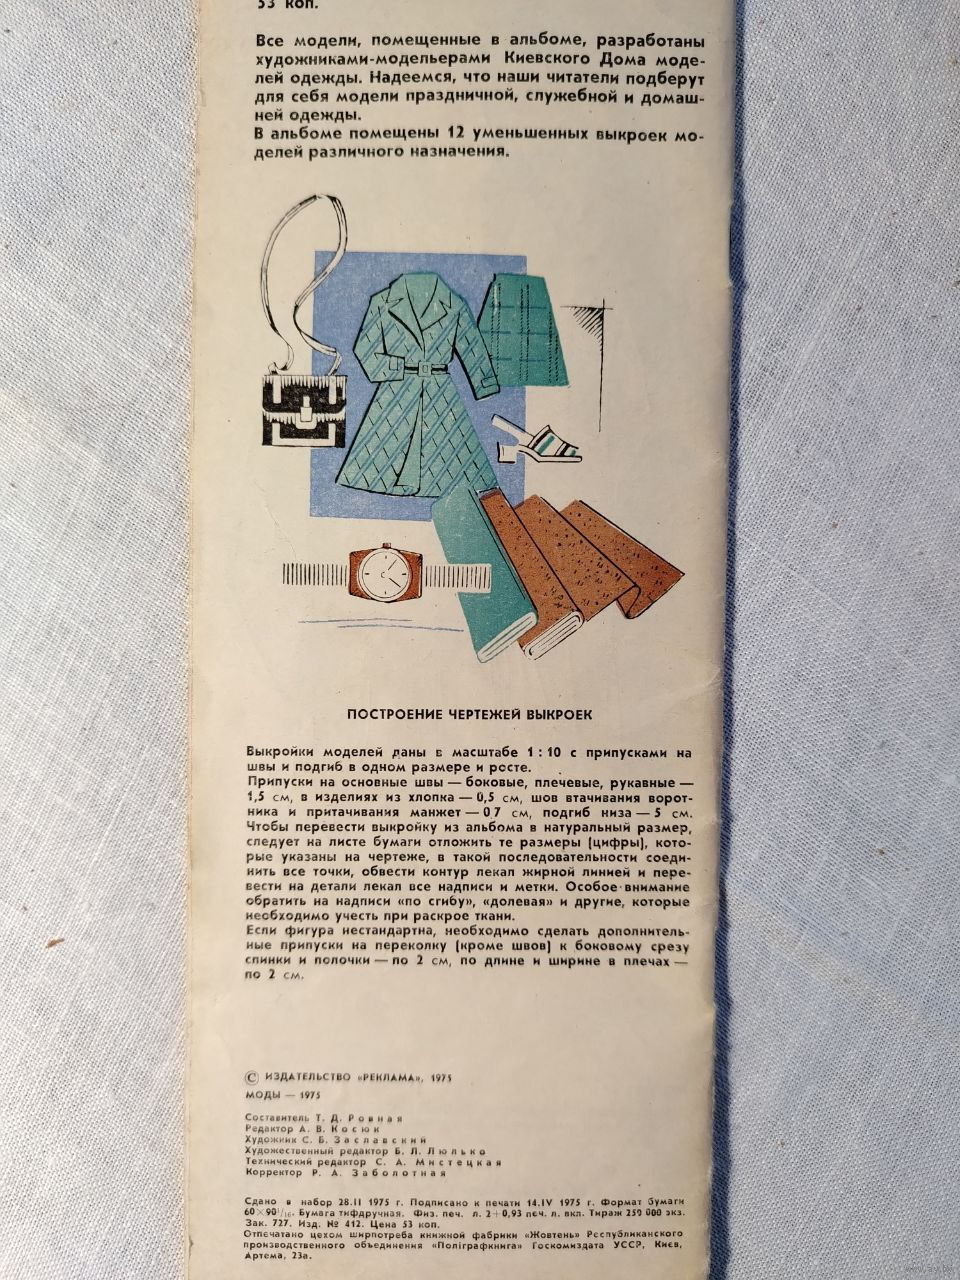 53 коп.
Все модели, помещенные в альбоме, разработаны
художниками-модельерами Киевского Дома моде-
лей одежды. Надеемся, что наши читатели подберут
для себя модели праздничной, служебной и домаш-
ней одежды.
В альбоме помещены 12 уменьшенных выкроек мо-
делей различного назначения.
ПОСТРОЕНИЕ ЧЕРТЕЖЕЙ ВЫКРОЕК
Выкройки моделей даны в масштабе 1 : 10 с припусками на
швы и подгиб в одном размере и росте.
Припуски на основные швы — боковые, плечевые, рукавные —
1,5 см, в изделиях из хлопка — 0,5 см, шов втачивания ворот-
ника и притачивания манжет — 0,7 см, подгиб низа — 5 см.
Чтобы перевести выкройку из альбома в натуральный размер,
следует на листе бумаги отложить те размеры (цифры), кото-
рые указаны на чертеже, в такой последовательности соеди-
нить все точки, обвести контур лекал жирной линией и пере-
вести на детали лекал все надписи и метки. Особое внимание
обратить на надписи «по сгибу», «долевая» и другие, которые
необходимо учесть при раскрое ткани.
Если фигура нестандартна, необходимо сделать дополнитель-
ные припуски на переколку (кроме швов) к боковому срезу
спинки и полочки — по 2 см, по длине и ширине в плечах —
по 2 см.
© ИЗДАТЕЛЬСТВО «РЕКЛАМА», 1975
МОДЫ — 1975
Составитель Т. Д. Ровная
Редактор А. В. Косюк
Художник С. Б. Заславский
Художественный редактор Б. Л. Люлько
Технический редактор С. А. Мистецкая
Корректор Р. А. Заболотная
Сдано в набор 28.II 1975 г. Подписано к печати 14.IV 1975 г. Формат бумаги
60×90 1/16. Бумага тифдручная. Физ. печ. л. 2+0,93 печ. л. вкл. Тираж 250 000 экз.
Зак. 727. Изд. № 412. Цена 53 коп.
Отпечатано цехом ширпотреба книжной фабрики «Жовтень» Республиканского
производственного объединения «Поліграфкнига» Госкомиздата УССР, Киев,
Артема, 23а.